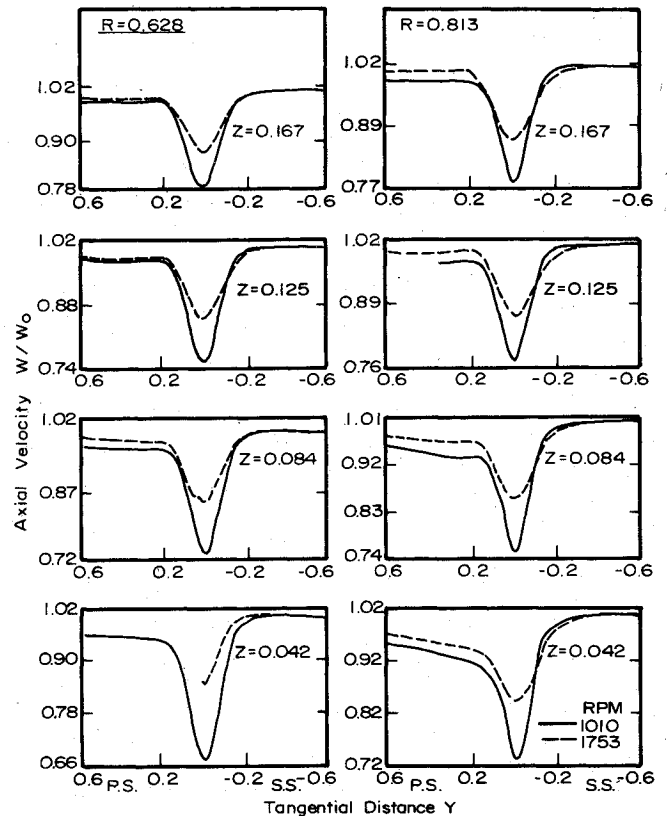 R=0.628
1.02
0.90
0.78
Z=0.167
0.6 0.2 -0.2 -0.6
R=0.813
1.02
0.89
0.77
Z=0.167
0.6 0.2 -0.2 -0.6
1.02
0.88
0.74
Z=0.125
0.6 0.2 -0.2 -0.6
1.02
0.89
0.76
Z=0.125
0.6 0.2 -0.2 -0.6
1.02
0.87
0.72
Z=0.084
0.6 0.2 -0.2 -0.6
1.01
0.92
0.83
0.74
Z=0.084
0.6 0.2 -0.2 -0.6
1.02
0.90
0.78
0.66
Z=0.042
0.6 P.S. 0.2 -0.2 S.S. -0.6
1.02
0.92
0.82
0.72
Z=0.042
RPM
1010
1753
0.6 P.S. 0.2 -0.2 S.S. -0.6
Axial Velocity W/Wo
Tangential Distance Y